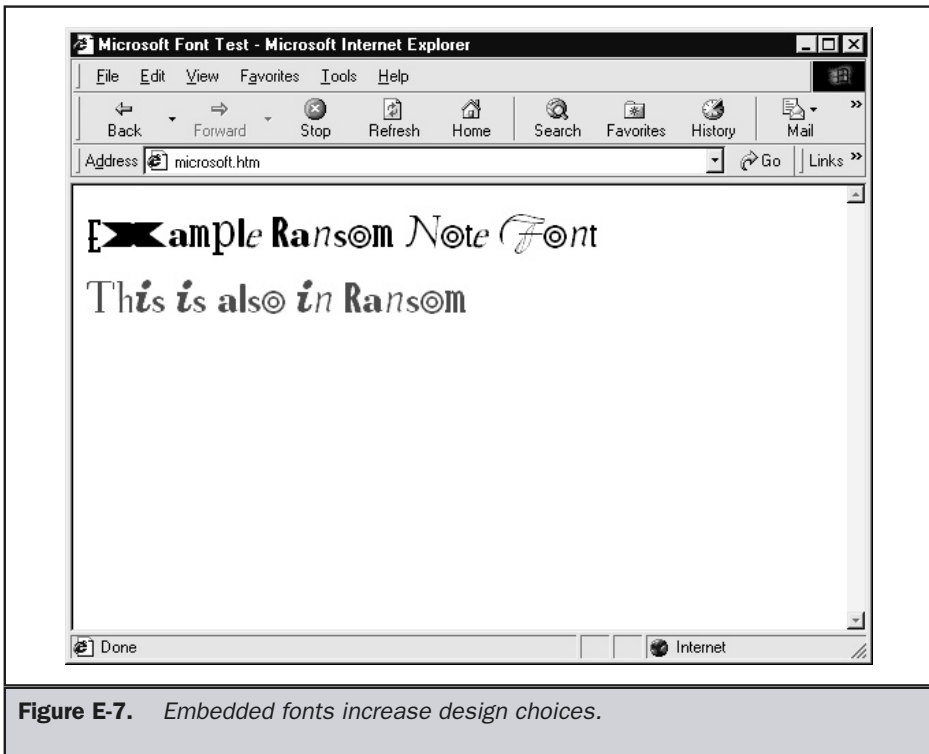 Microsoft Font Test - Microsoft Internet Explorer
File Edit View Favorites Tools Help
Back Forward Stop Refresh Home Search Favorites History Mail »
Address microsoft.htm Go Links »
Example Ransom Note Font
This is also in Ransom
Done Internet
Figure E-7. Embedded fonts increase design choices.